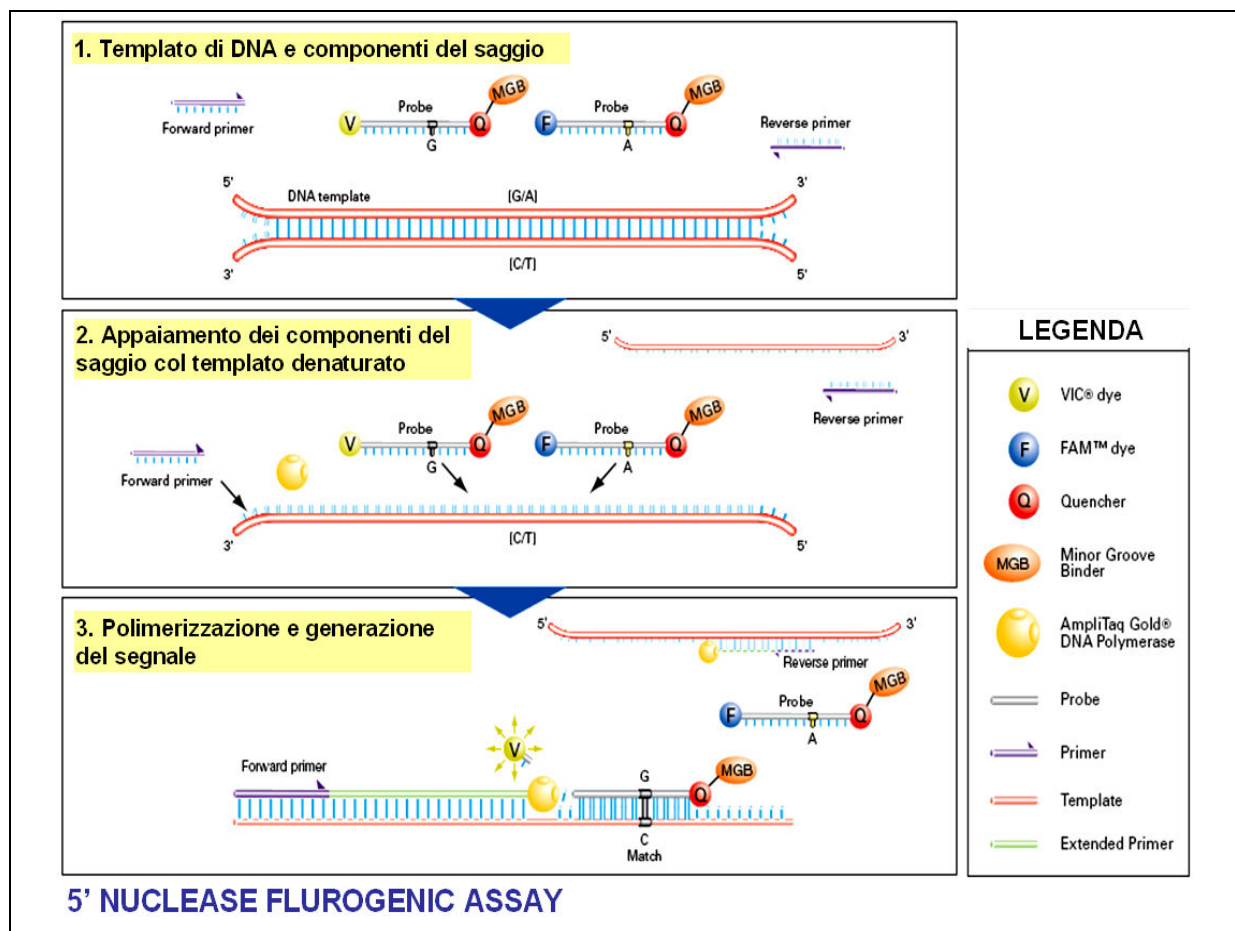 1. Templato di DNA e componenti del saggio
MGB
MGB
Forward primer
V
Probe
Q
G
F
Probe
Q
A
Reverse primer
5'
DNA template
[G/A]
3'
3'
[C/T]
5'
2. Appaiamento dei componenti del
saggio col templato denaturato
5'
3'
Reverse primer
MGB
MGB
V
Probe
Q
G
F
Probe
Q
A
Forward primer
3'
[C/T]
5'
3. Polimerizzazione e generazione
del segnale
5'
3'
Reverse primer
MGB
F
Probe
Q
A
V
Forward primer
G
Q
MGB
C
Match
5' NUCLEASE FLUROGENIC ASSAY
LEGENDA
V VIC® dye
F FAM™ dye
Q Quencher
MGB Minor Groove
Binder
AmpliTaq Gold®
DNA Polymerase
Probe
Primer
Template
Extended Primer